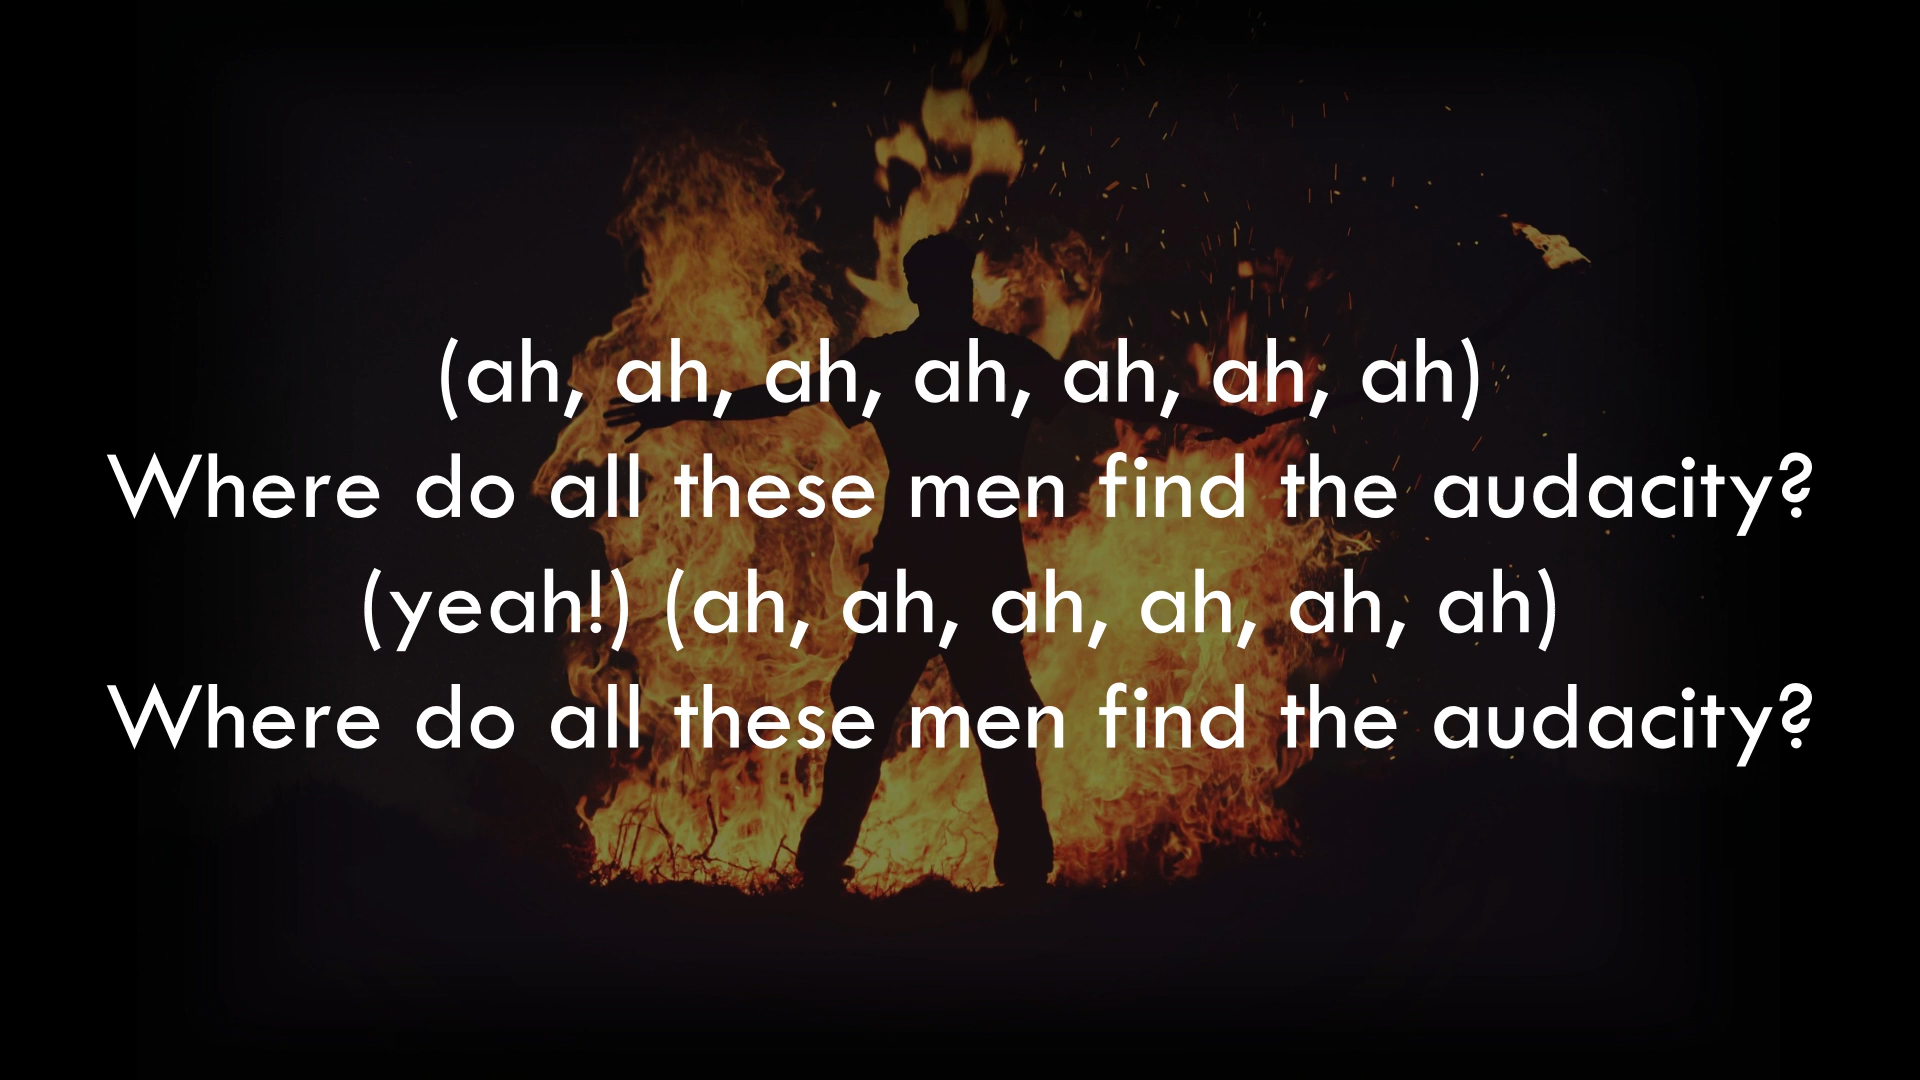 (ah, ah, ah, ah, ah, ah, ah)
Where do all these men find the audacity?
(yeah!) (ah, ah, ah, ah, ah, ah)
Where do all these men find the audacity?